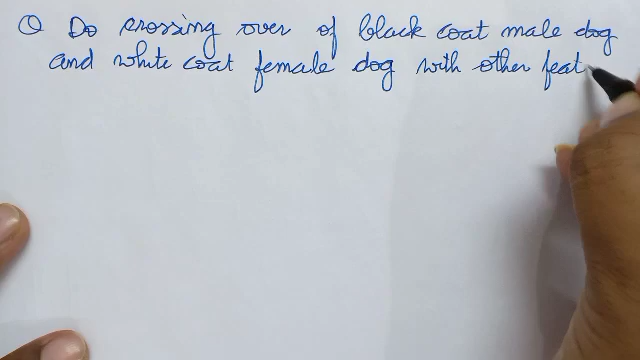 Q Do crossing over of black coat male dog
and white coat female dog with other feat